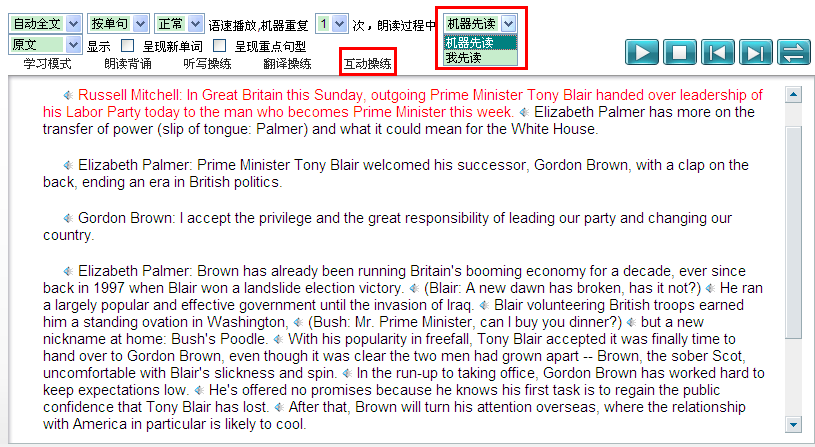 自动全文 按单句 正常 语速播放,机器重复 1 次，朗读过程中 机器先读
机器先读
我先读
原文 显示 呈现新单词 呈现重点句型
学习模式 朗读背诵 听写操练 翻译操练 互动操练
Russell Mitchell: In Great Britain this Sunday, outgoing Prime Minister Tony Blair handed over leadership of
his Labor Party today to the man who becomes Prime Minister this week. Elizabeth Palmer has more on the
transfer of power (slip of tongue: Palmer) and what it could mean for the White House.
Elizabeth Palmer: Prime Minister Tony Blair welcomed his successor, Gordon Brown, with a clap on the
back, ending an era in British politics.
Gordon Brown: I accept the privilege and the great responsibility of leading our party and changing our
country.
Elizabeth Palmer: Brown has already been running Britain's booming economy for a decade, ever since
back in 1997 when Blair won a landslide election victory. (Blair: A new dawn has broken, has it not?) He ran
a largely popular and effective government until the invasion of Iraq. Blair volunteering British troops earned
him a standing ovation in Washington, (Bush: Mr. Prime Minister, can I buy you dinner?) but a new
nickname at home: Bush's Poodle. With his popularity in freefall, Tony Blair accepted it was finally time to
hand over to Gordon Brown, even though it was clear the two men had grown apart -- Brown, the sober Scot,
uncomfortable with Blair's slickness and spin. In the run-up to taking office, Gordon Brown has worked hard to
keep expectations low. He's offered no promises because he knows his first task is to regain the public
confidence that Tony Blair has lost. After that, Brown will turn his attention overseas, where the relationship
with America in particular is likely to cool.